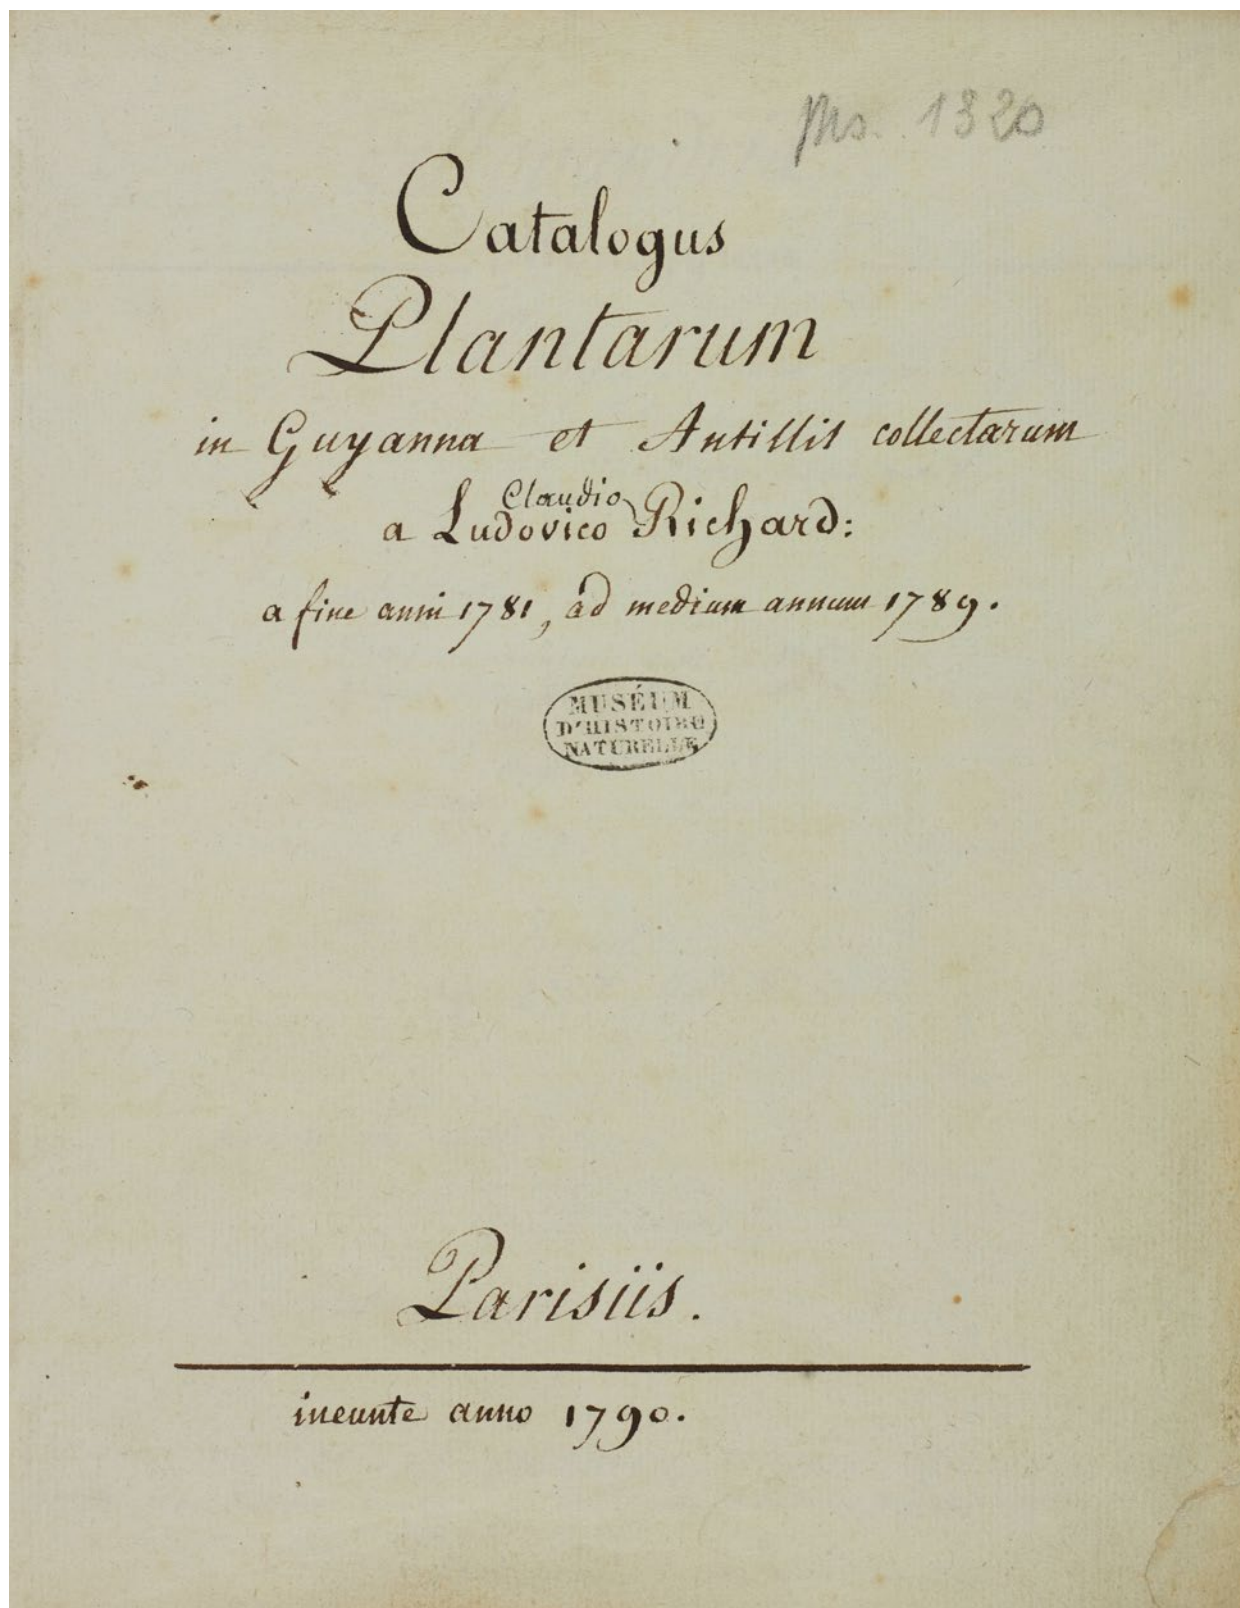 Ms. 1320
Catalogus
Plantarum
in Guyanna et Antillis collectarum
Claudio
a Ludovico Richard:
a fine anni 1781, ad medium annum 1789.
MUSÉUM
D'HISTOIRE
NATURELLE
Parisiis.
ineunte anno 1790.